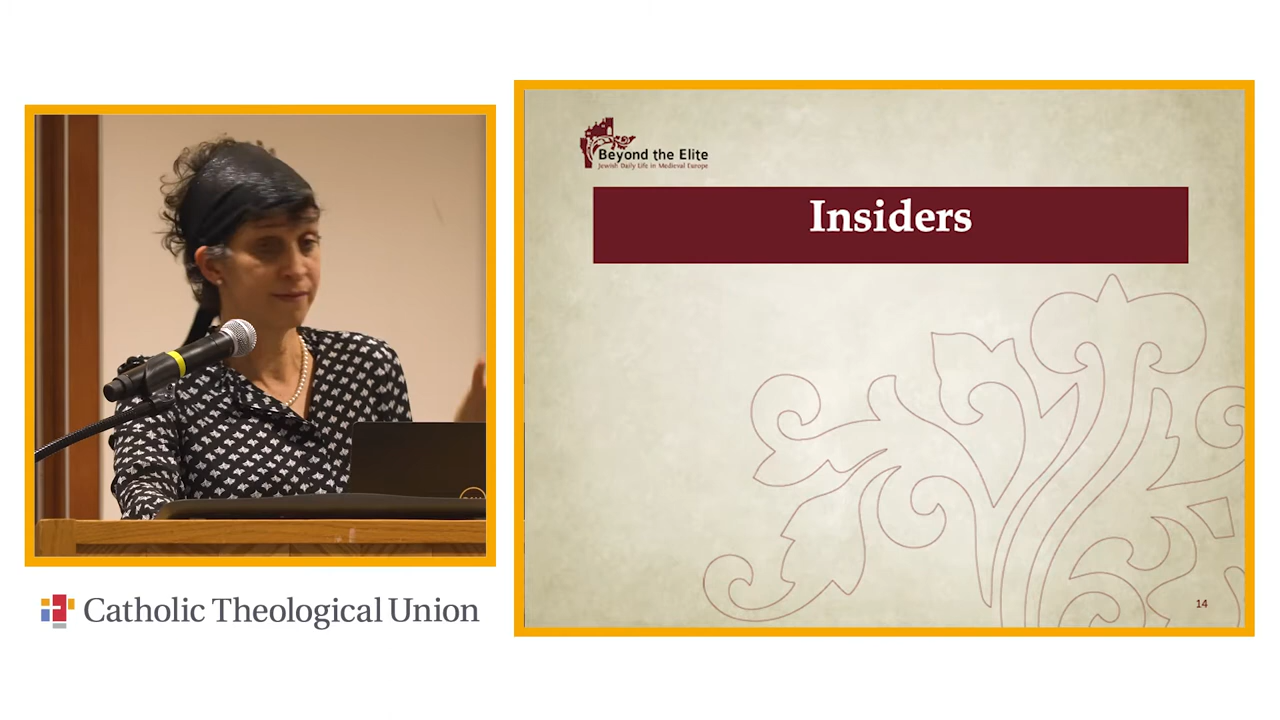 Beyond the Elite
Jewish Daily Life in Medieval Europe
Insiders
14
Catholic Theological Union